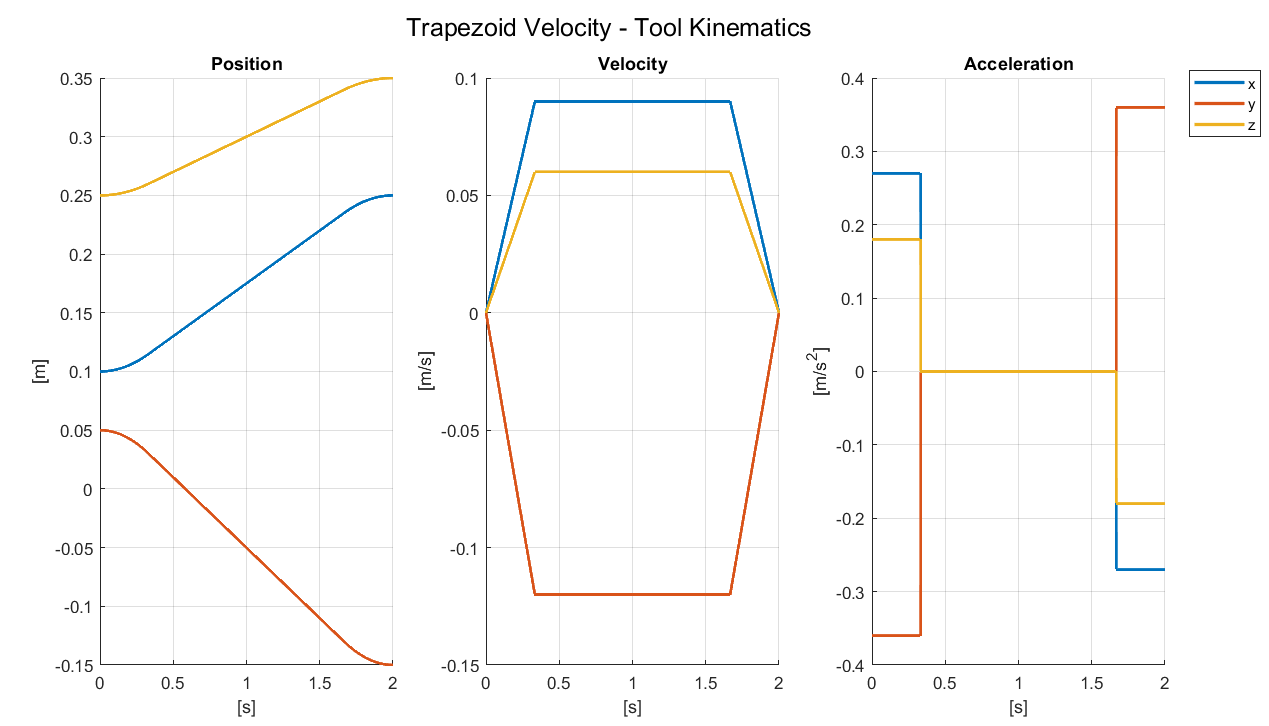 Trapezoid Velocity - Tool Kinematics
Position
0.35
0.3
0.25
0.2
0.15
0.1
0.05
0
-0.05
-0.1
-0.15
[m]
0 0.5 1 1.5 2
[s]
Velocity
0.1
0.05
0
-0.05
-0.1
-0.15
[m/s]
0 0.5 1 1.5 2
[s]
Acceleration
0.4
0.3
0.2
0.1
0
-0.1
-0.2
-0.3
-0.4
[m/s²]
0 0.5 1 1.5 2
[s]
x
y
z